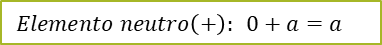 Elemento neutro(+): 0 + a = a